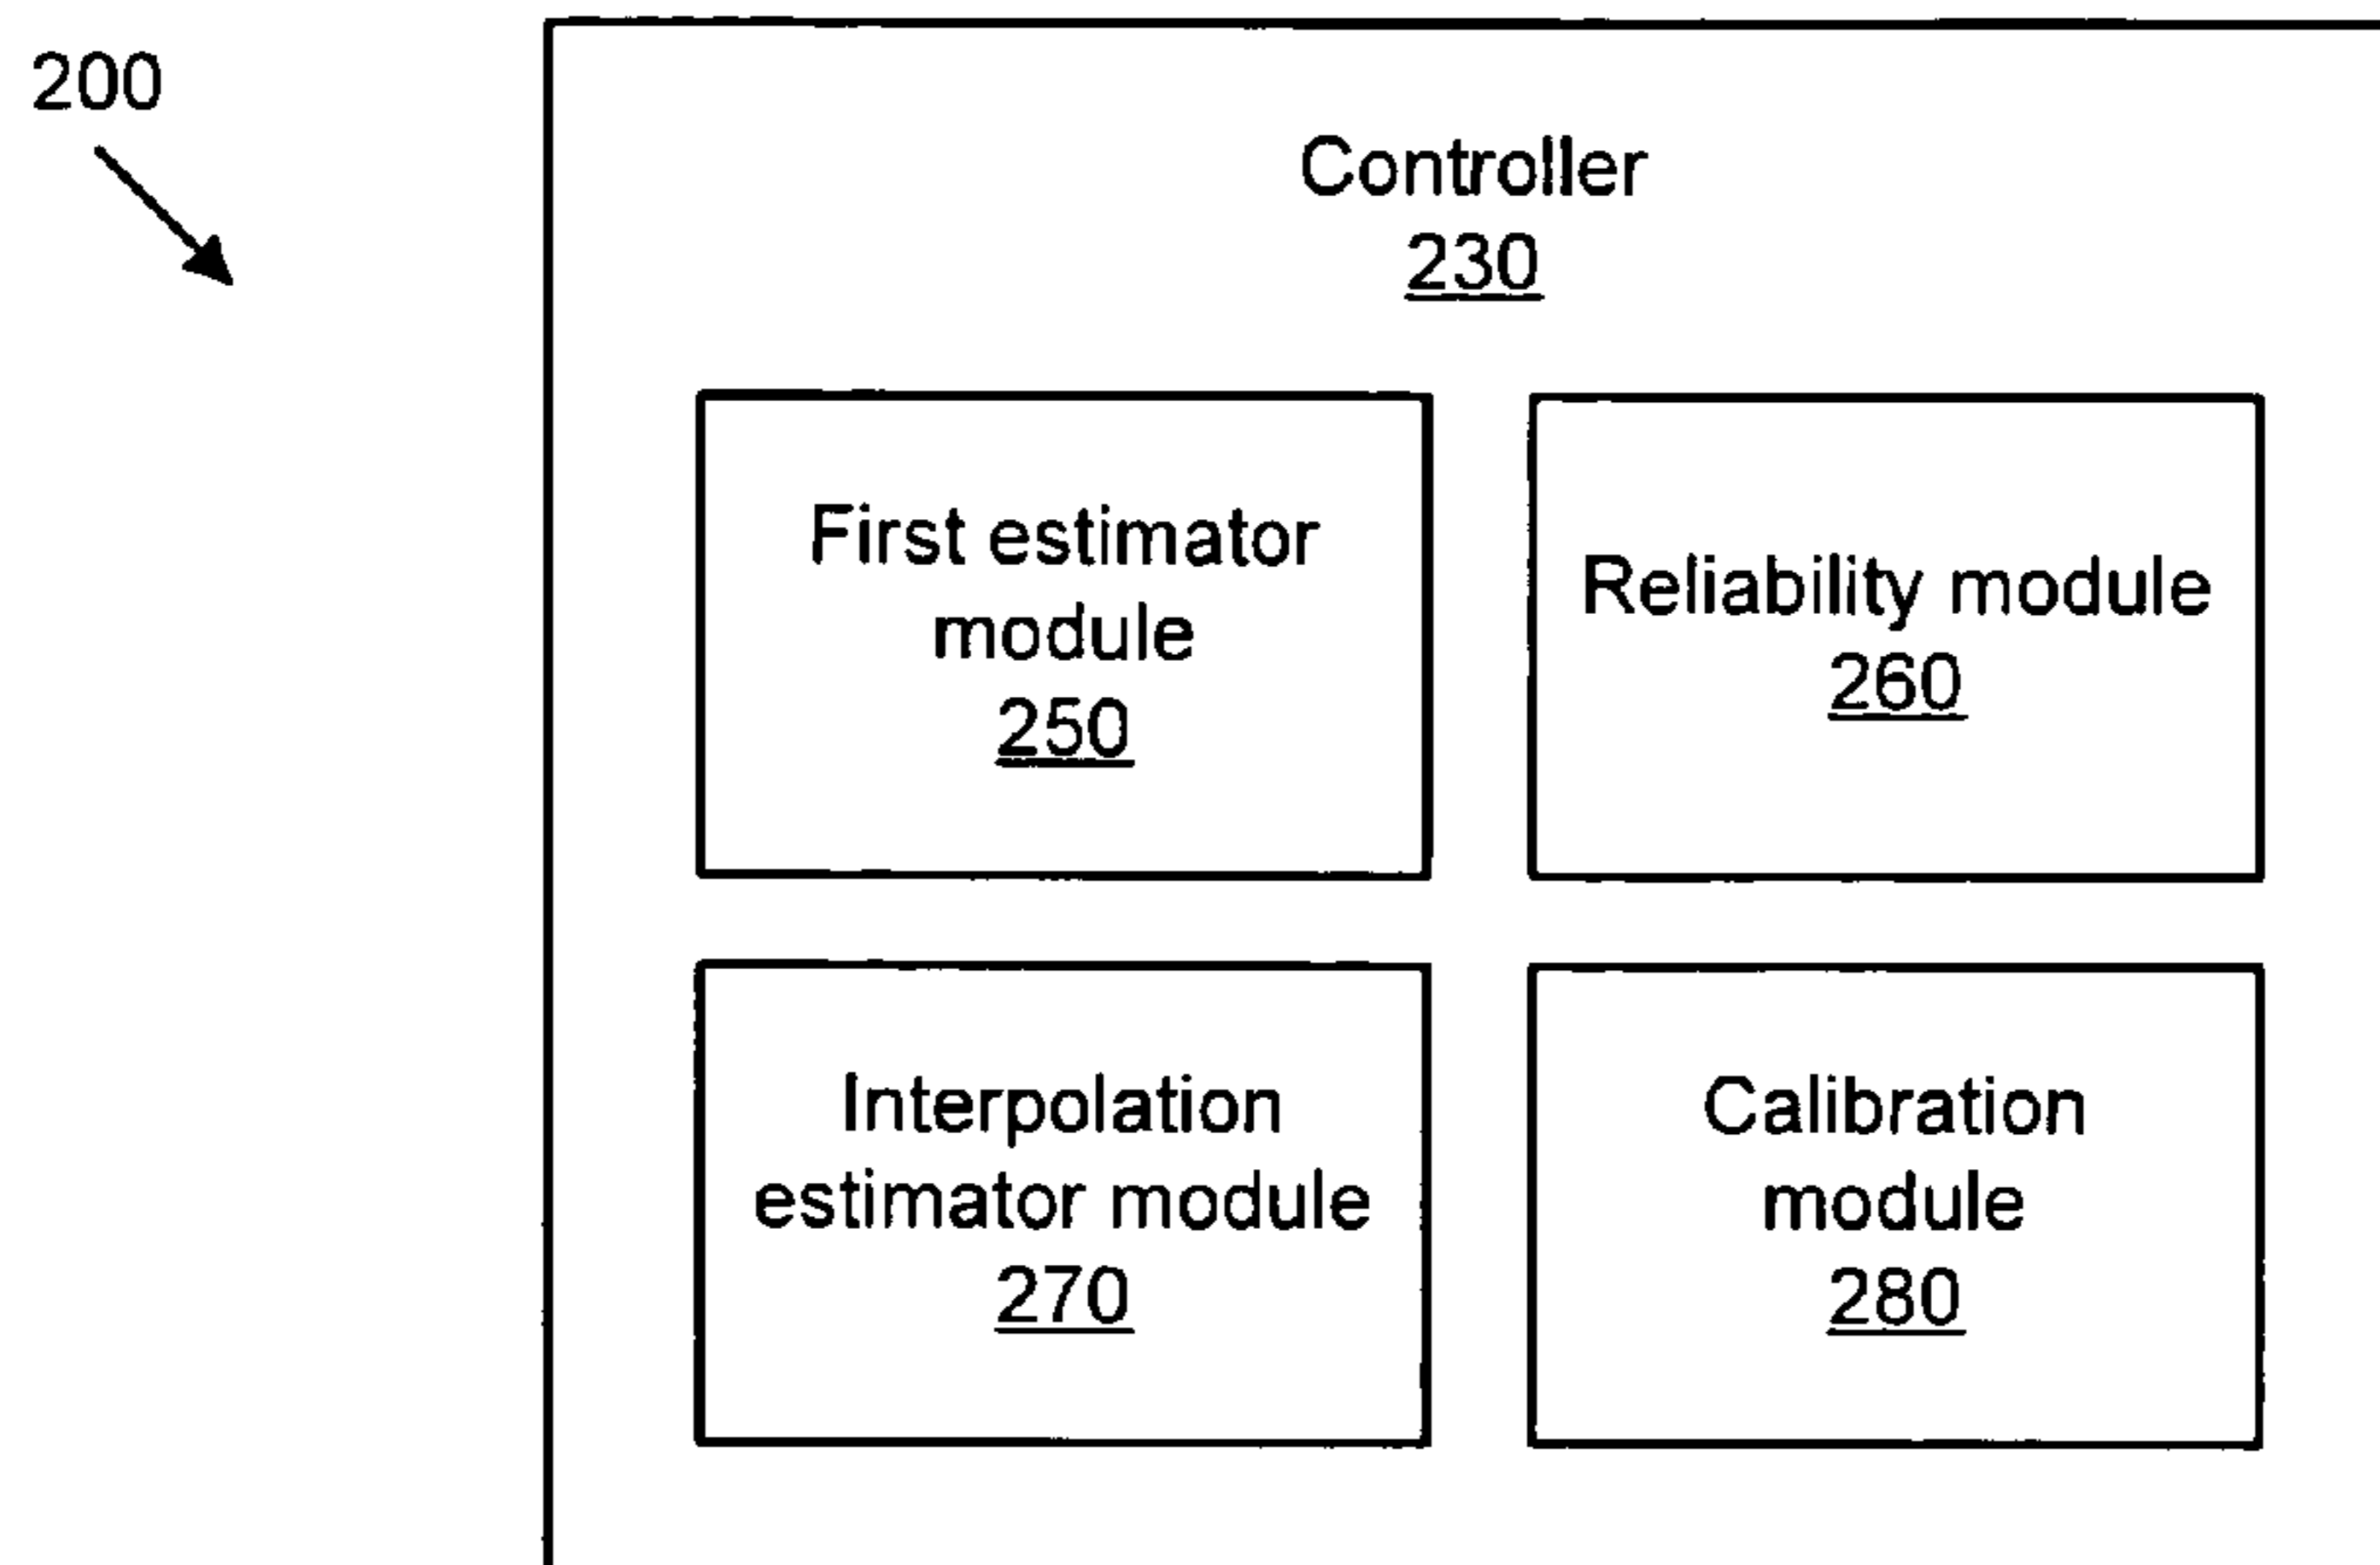 200
Controller
230
First estimator
module
250
Reliability module
260
Interpolation
estimator module
270
Calibration
module
280